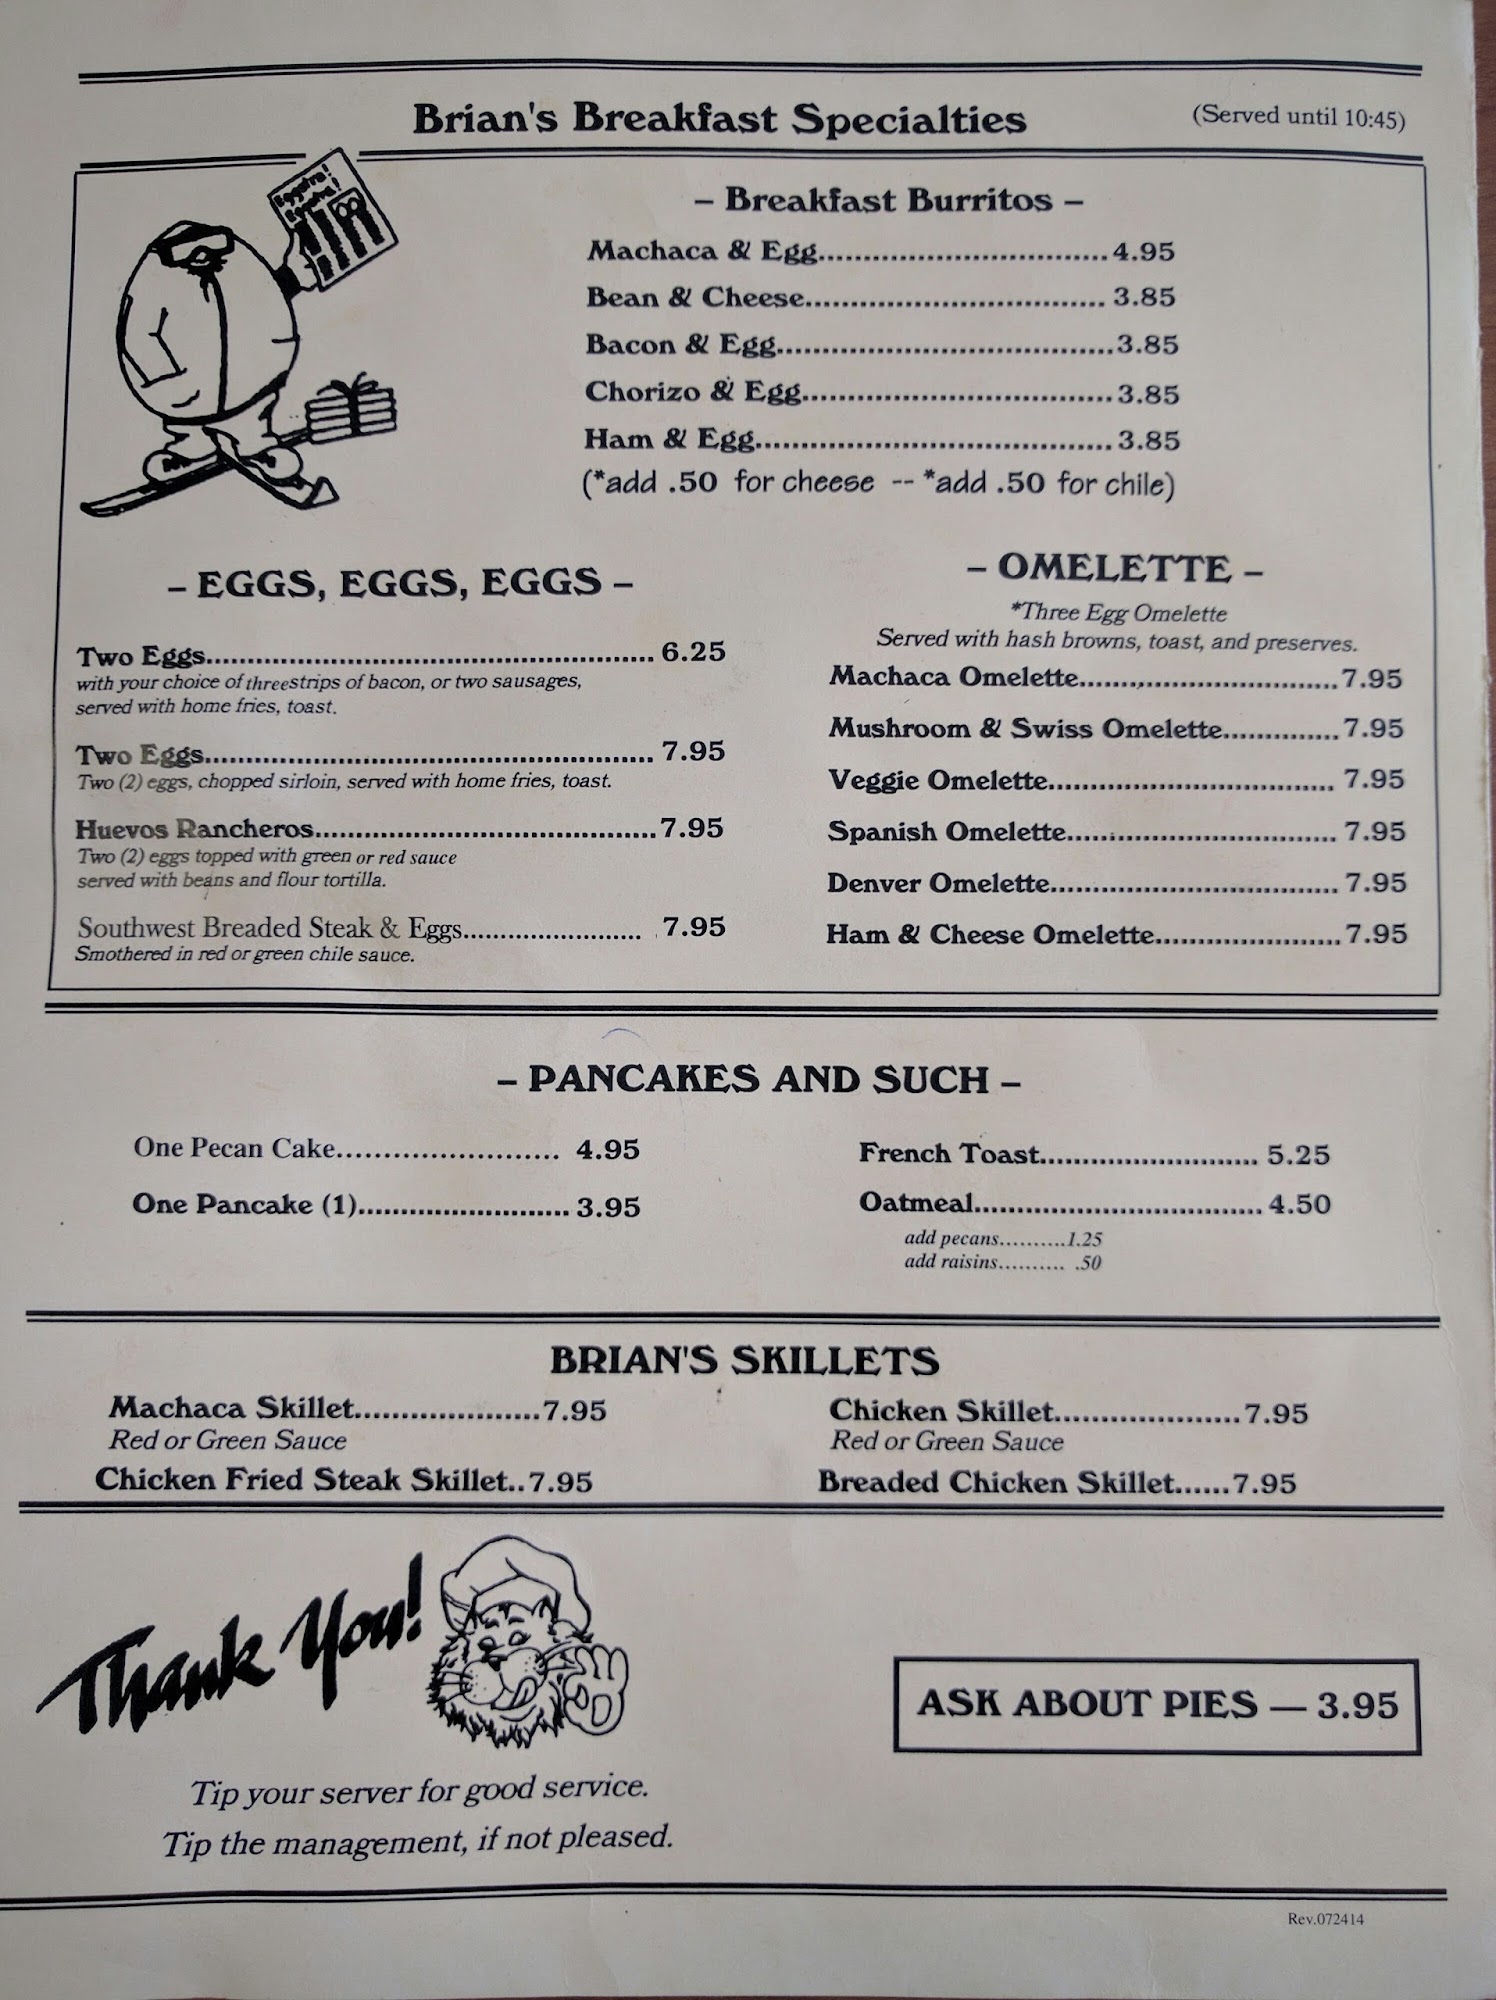 Brian's Breakfast Specialties
(Served until 10:45)
– Breakfast Burritos –
Machaca & Egg................................4.95
Bean & Cheese................................. 3.85
Bacon & Egg.....................................3.85
Chorizo & Egg..................................3.85
Ham & Egg.......................................3.85
(*add .50 for cheese -- *add .50 for chile)
– EGGS, EGGS, EGGS –
Two Eggs...................................................... 6.25
with your choice of three strips of bacon, or two sausages,
served with home fries, toast.
Two Eggs...................................................... 7.95
Two (2) eggs, chopped sirloin, served with home fries, toast.
Huevos Rancheros.........................................7.95
Two (2) eggs topped with green or red sauce
served with beans and flour tortilla.
Southwest Breaded Steak & Eggs....................... 7.95
Smothered in red or green chile sauce.
– OMELETTE –
*Three Egg Omelette
Served with hash browns, toast, and preserves.
Machaca Omelette................................7.95
Mushroom & Swiss Omelette..............7.95
Veggie Omelette................................... 7.95
Spanish Omelette................................. 7.95
Denver Omelette................................... 7.95
Ham & Cheese Omelette.......................7.95
– PANCAKES AND SUCH –
One Pecan Cake........................ 4.95
One Pancake (1).......................... 3.95
French Toast.......................... 5.25
Oatmeal.................................. 4.50
add pecans..........1.25
add raisins.......... .50
BRIAN'S SKILLETS
Machaca Skillet....................7.95
Red or Green Sauce
Chicken Fried Steak Skillet..7.95
Chicken Skillet....................7.95
Red or Green Sauce
Breaded Chicken Skillet......7.95
Thank You!
ASK ABOUT PIES — 3.95
Tip your server for good service.
Tip the management, if not pleased.
Rev.072414